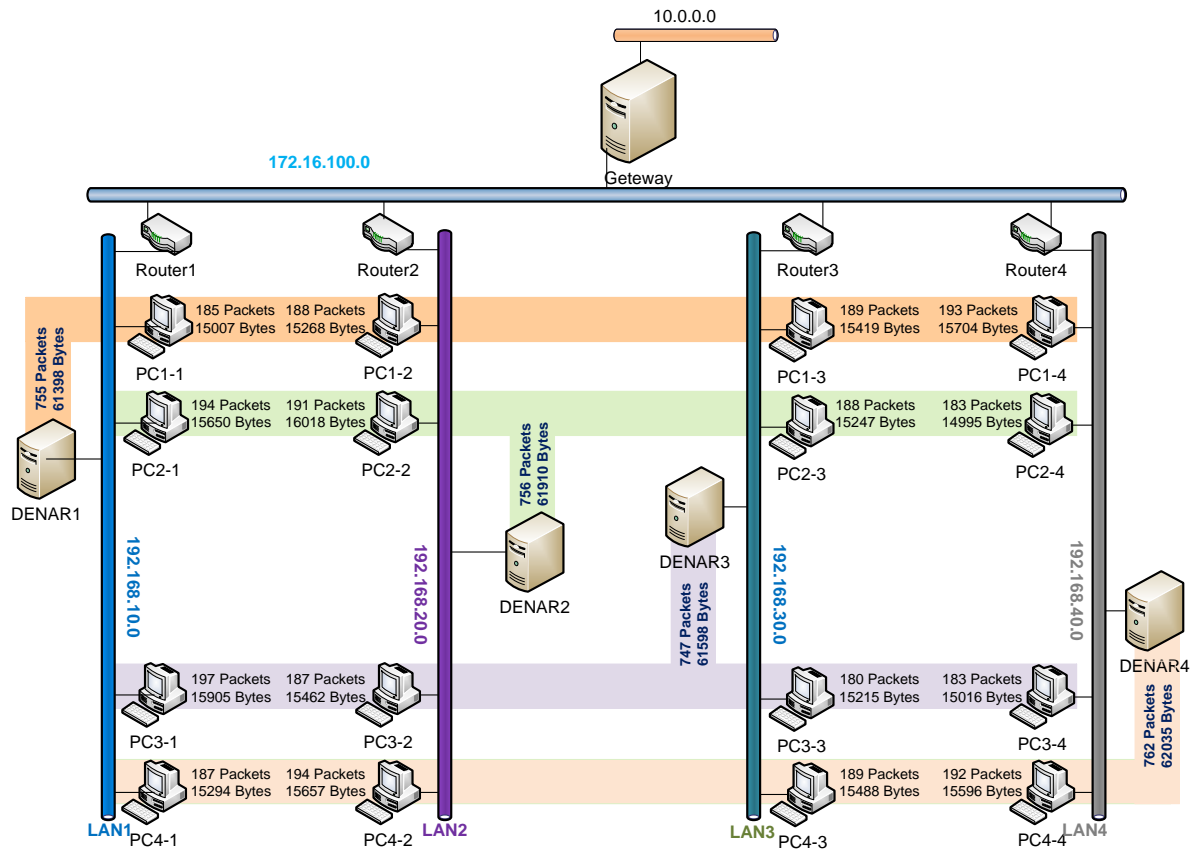 10.0.0.0
Geteway
172.16.100.0
Router1
Router2
Router3
Router4
185 Packets
15007 Bytes
188 Packets
15268 Bytes
189 Packets
15419 Bytes
193 Packets
15704 Bytes
PC1-1
PC1-2
PC1-3
PC1-4
755 Packets
61398 Bytes
194 Packets
15650 Bytes
191 Packets
16018 Bytes
188 Packets
15247 Bytes
183 Packets
14995 Bytes
PC2-1
PC2-2
PC2-3
PC2-4
DENAR1
756 Packets
61910 Bytes
DENAR2
DENAR3
747 Packets
61598 Bytes
192.168.10.0
192.168.20.0
192.168.30.0
192.168.40.0
DENAR4
762 Packets
62035 Bytes
197 Packets
15905 Bytes
187 Packets
15462 Bytes
180 Packets
15215 Bytes
183 Packets
15016 Bytes
PC3-1
PC3-2
PC3-3
PC3-4
187 Packets
15294 Bytes
194 Packets
15657 Bytes
189 Packets
15488 Bytes
192 Packets
15596 Bytes
LAN1
PC4-1
PC4-2
LAN2
LAN3
PC4-3
PC4-4
LAN4